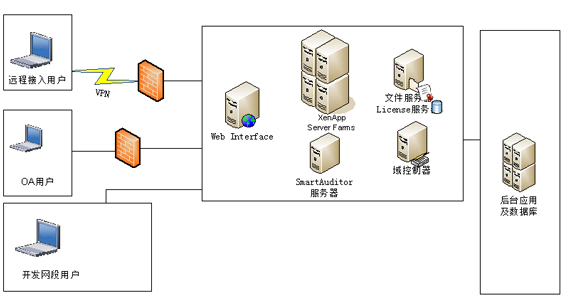 远程接入用户
VPN
OA用户
开发网段用户
Web Interface
XenApp
Server Farms
SmartAuditor
服务器
文件服务器
License服务
域控制器
后台应用
及数据库